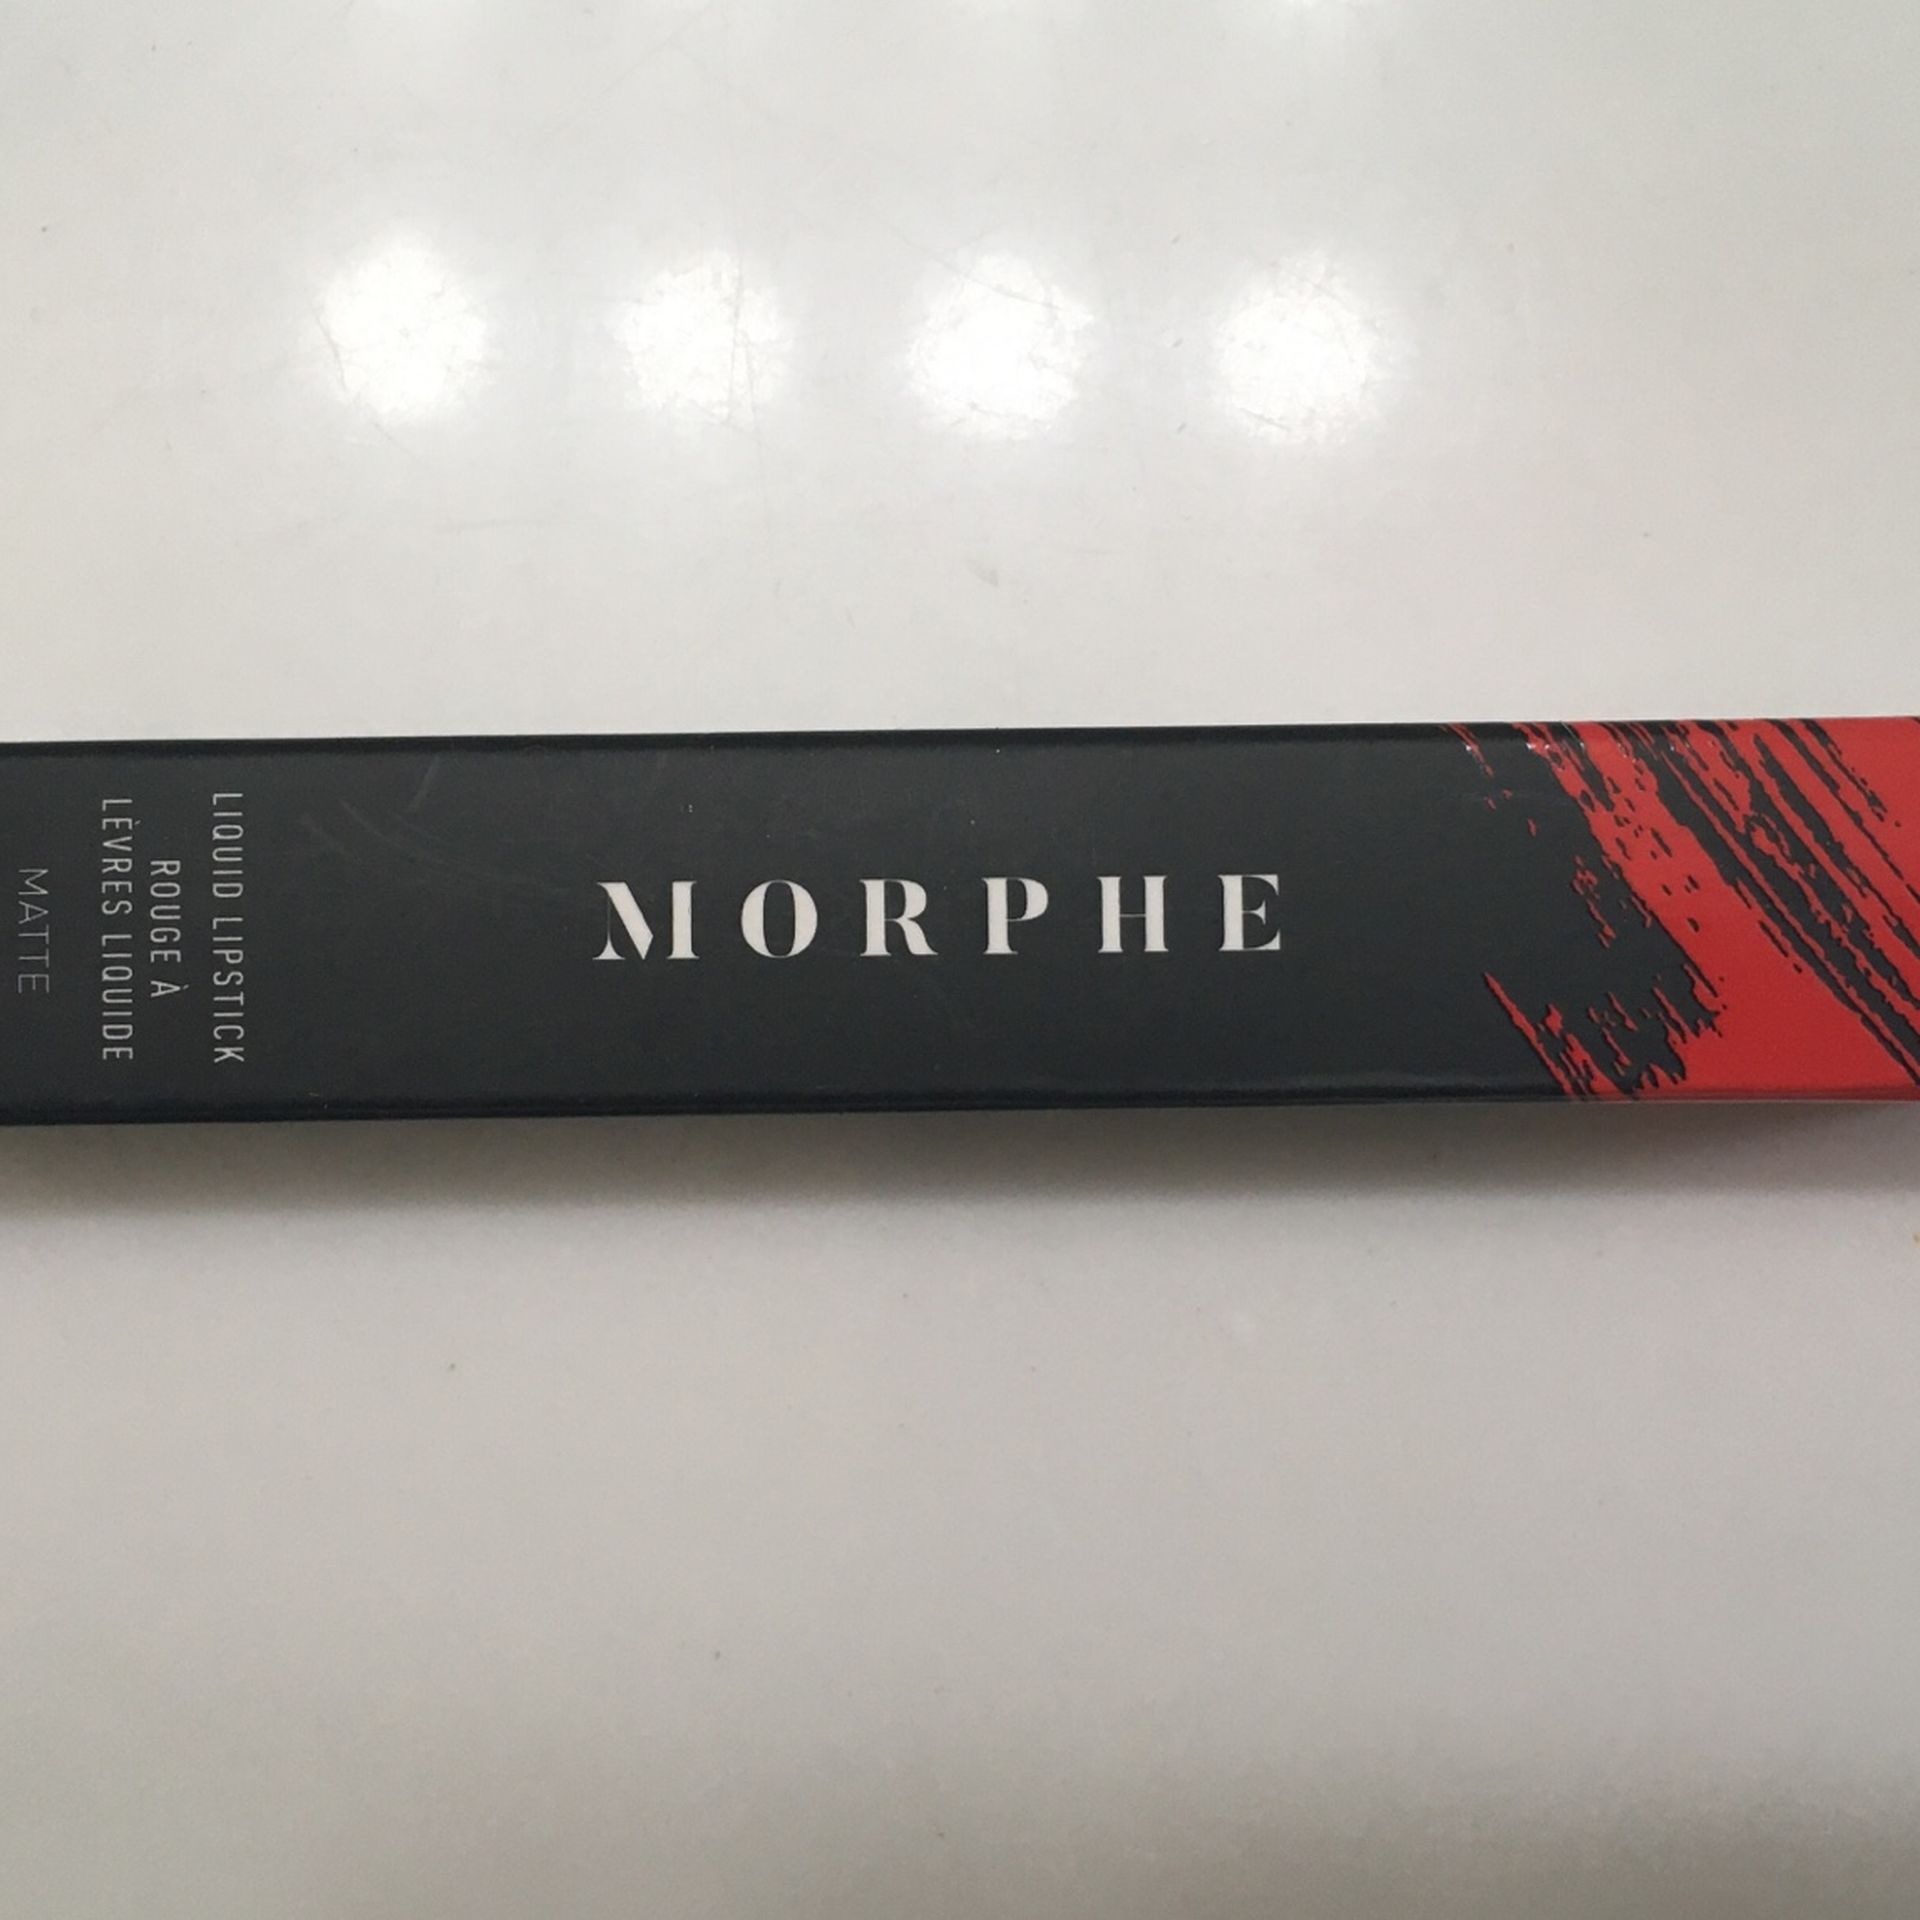 MORPHE
LIQUID LIPSTICK
ROUGE À
LÈVRES LIQUIDE
MATTE